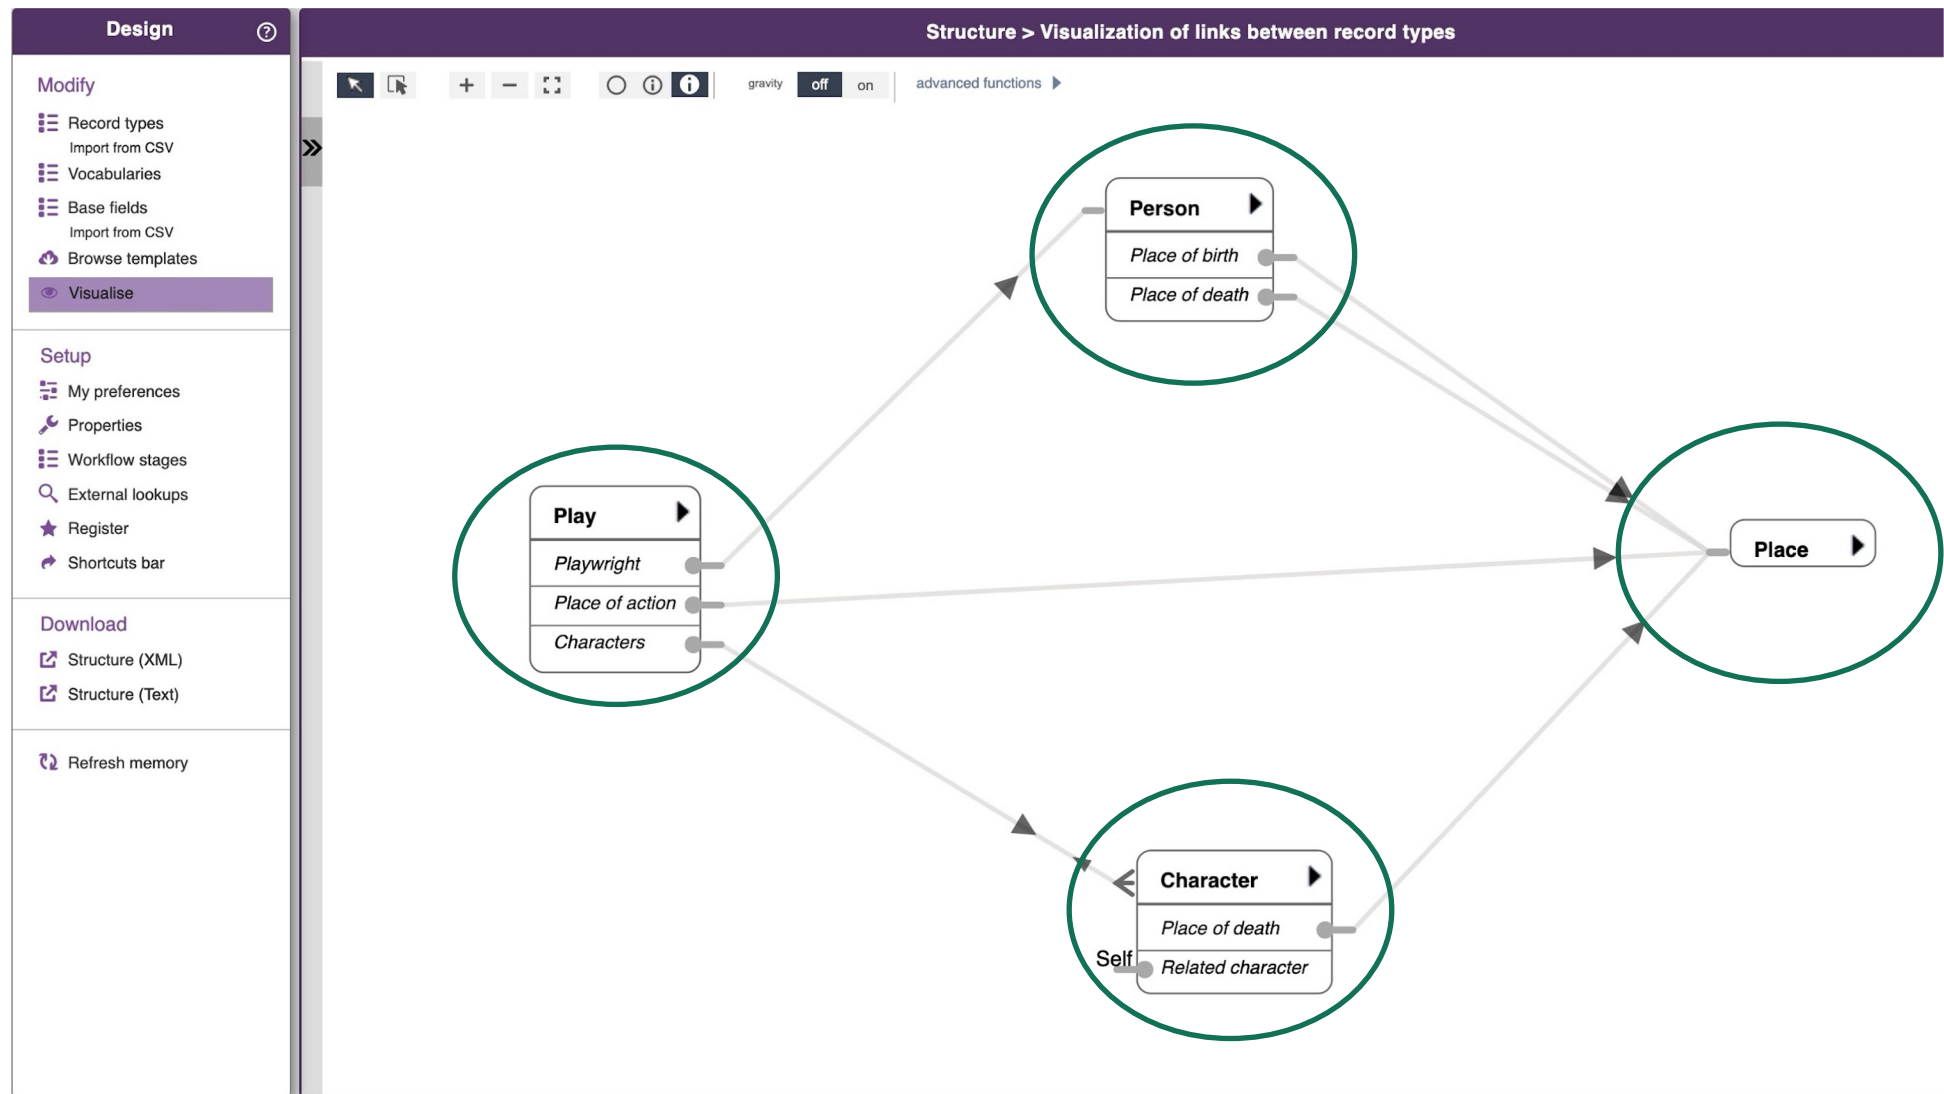 Design
Modify
Record types
Import from CSV
Vocabularies
Base fields
Import from CSV
Browse templates
Visualise
Setup
My preferences
Properties
Workflow stages
External lookups
Register
Shortcuts bar
Download
Structure (XML)
Structure (Text)
Refresh memory
Structure > Visualization of links between record types
gravity off on advanced functions
Person
Place of birth
Place of death
Play
Playwright
Place of action
Characters
Place
Character
Place of death
Self Related character